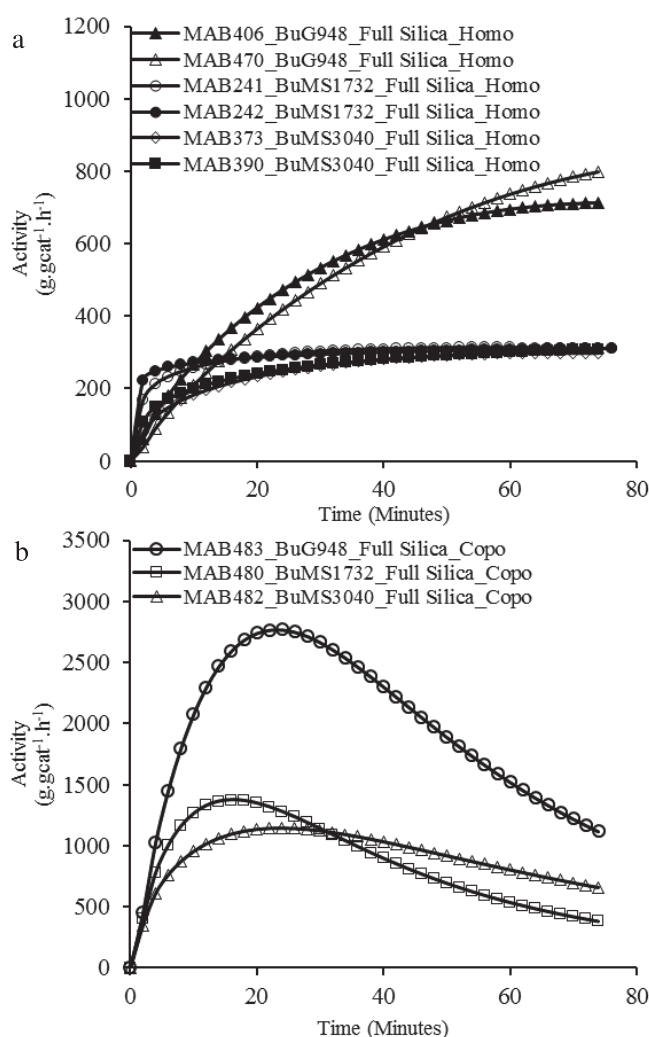 a
1200
1000
800
600
400
200
0
Activity
(g.gcat⁻¹.h⁻¹)
MAB406_BuG948_Full Silica_Homo
MAB470_BuG948_Full Silica_Homo
MAB241_BuMS1732_Full Silica_Homo
MAB242_BuMS1732_Full Silica_Homo
MAB373_BuMS3040_Full Silica_Homo
MAB390_BuMS3040_Full Silica_Homo
0 20 40 60 80
Time (Minutes)
b
3500
3000
2500
2000
1500
1000
500
0
Activity
(g.gcat⁻¹.h⁻¹)
MAB483_BuG948_Full Silica_Copo
MAB480_BuMS1732_Full Silica_Copo
MAB482_BuMS3040_Full Silica_Copo
0 20 40 60 80
Time (Minutes)